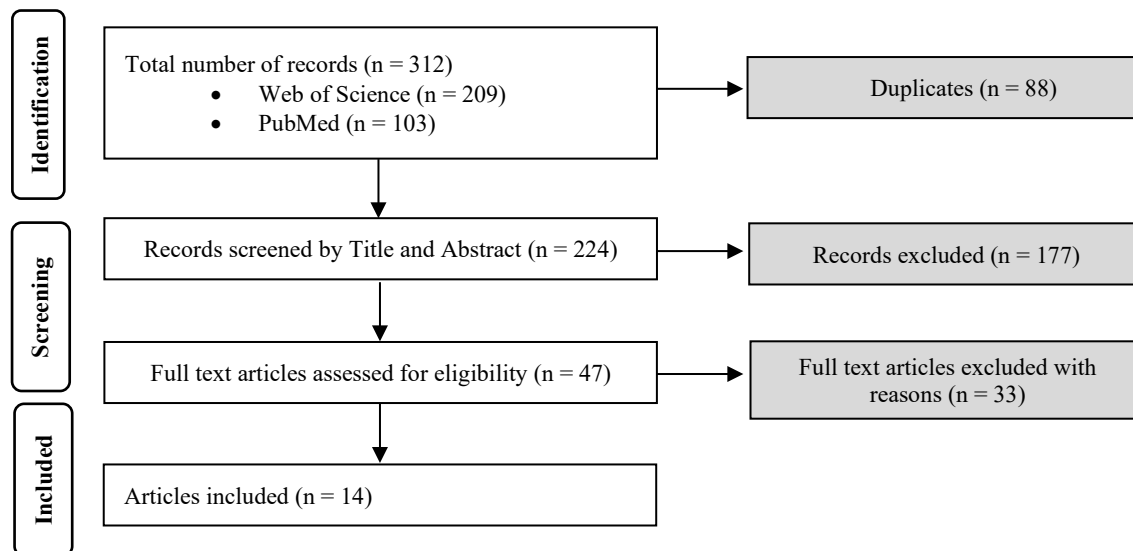 Identification
Total number of records (n = 312)
• Web of Science (n = 209)
• PubMed (n = 103)
Duplicates (n = 88)
Screening
Records screened by Title and Abstract (n = 224)
Records excluded (n = 177)
Full text articles assessed for eligibility (n = 47)
Full text articles excluded with
reasons (n = 33)
Included
Articles included (n = 14)